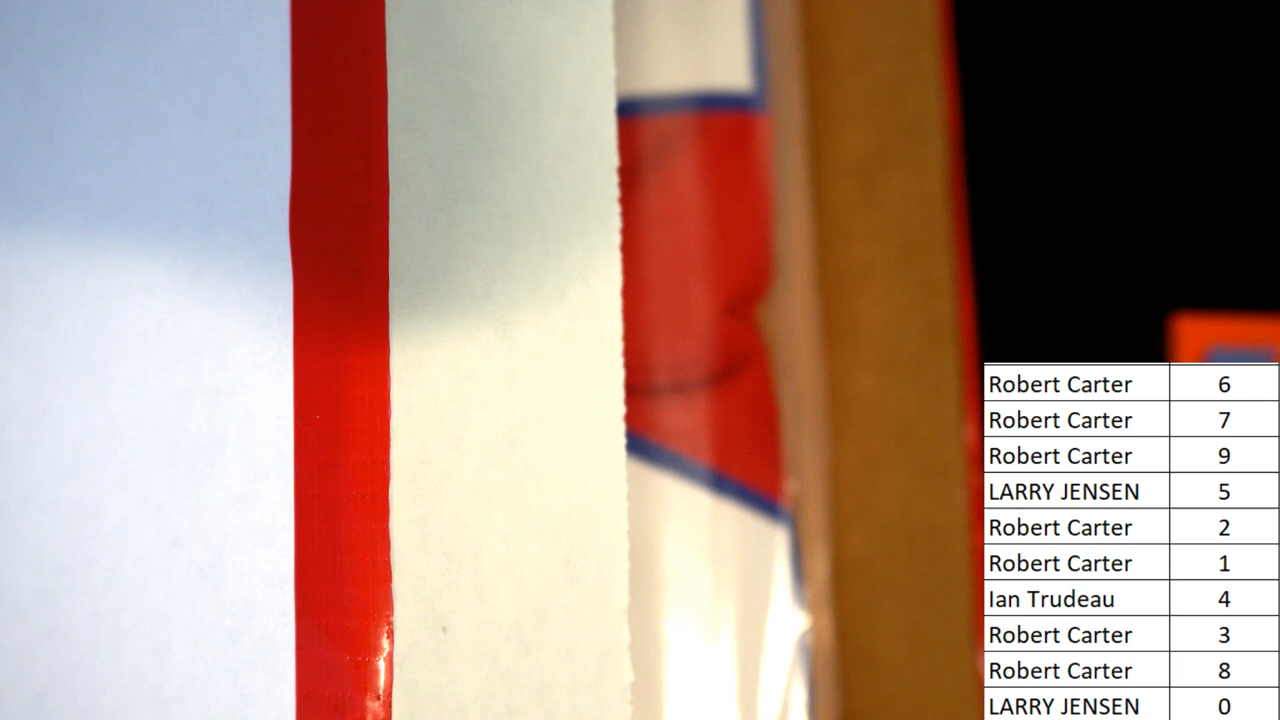 Robert Carter 6
Robert Carter 7
Robert Carter 9
LARRY JENSEN 5
Robert Carter 2
Robert Carter 1
Ian Trudeau 4
Robert Carter 3
Robert Carter 8
LARRY JENSEN 0